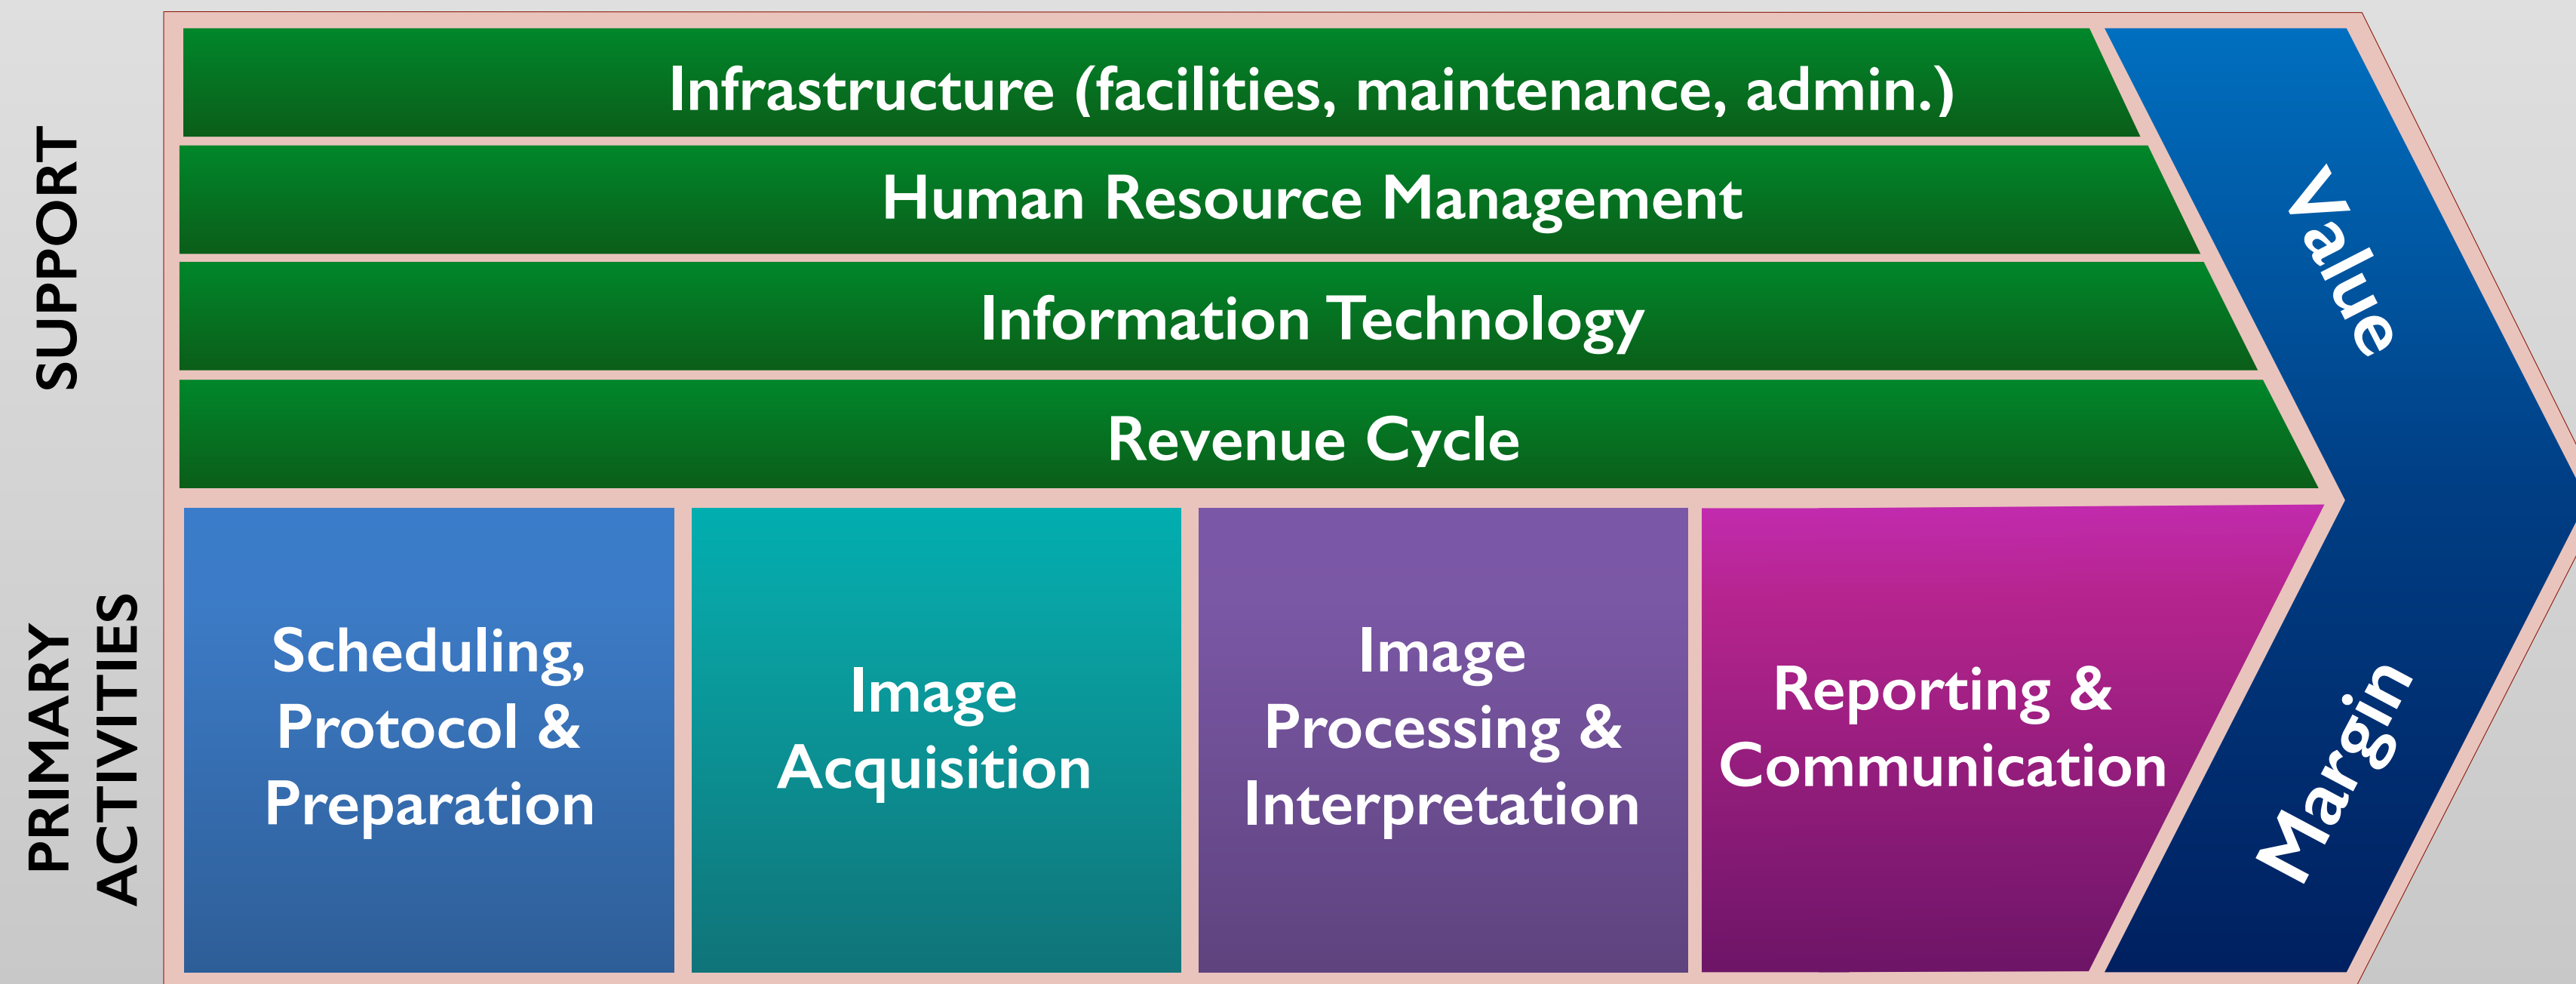 SUPPORT
Infrastructure (facilities, maintenance, admin.)
Human Resource Management
Information Technology
Revenue Cycle
PRIMARY
ACTIVITIES
Scheduling,
Protocol &
Preparation
Image
Acquisition
Image
Processing &
Interpretation
Reporting &
Communication
Value
Margin